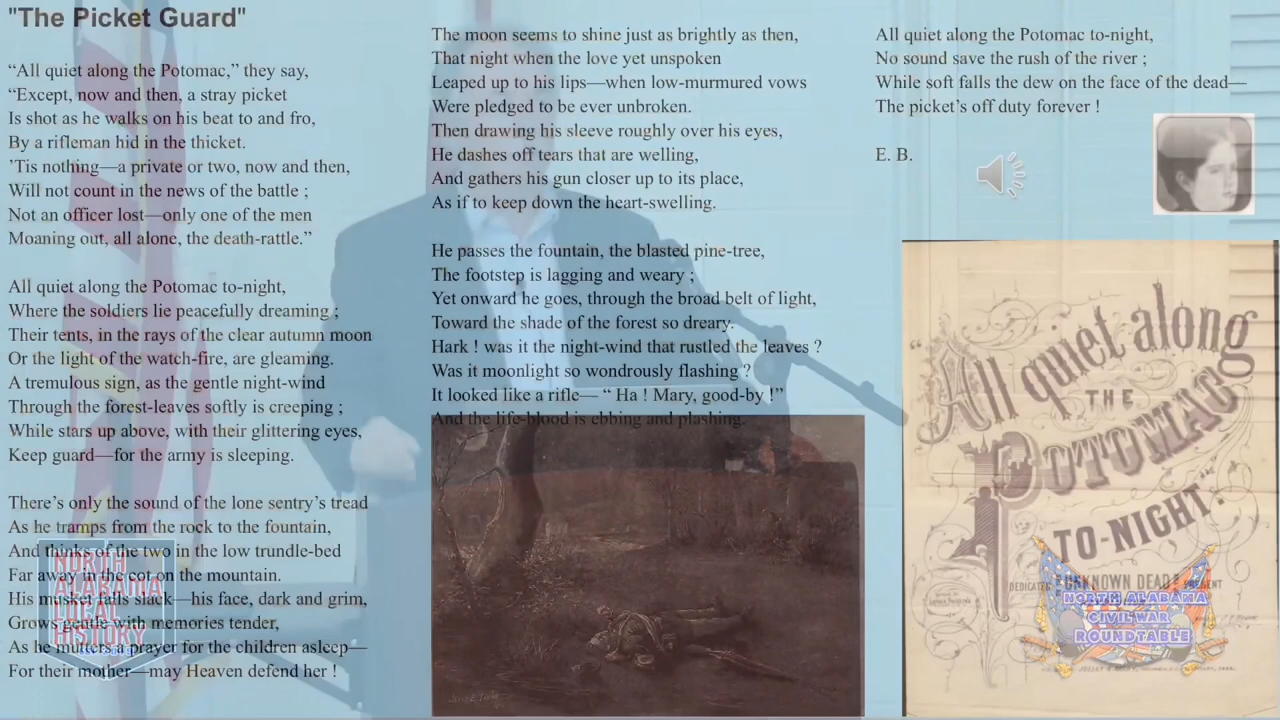 "The Picket Guard"
“All quiet along the Potomac,” they say,
“Except, now and then, a stray picket
Is shot as he walks on his beat to and fro,
By a rifleman hid in the thicket.
’Tis nothing—a private or two, now and then,
Will not count in the news of the battle ;
Not an officer lost—only one of the men
Moaning out, all alone, the death-rattle.”
All quiet along the Potomac to-night,
Where the soldiers lie peacefully dreaming ;
Their tents, in the rays of the clear autumn moon
Or the light of the watch-fire, are gleaming.
A tremulous sign, as the gentle night-wind
Through the forest-leaves softly is creeping ;
While stars up above, with their glittering eyes,
Keep guard—for the army is sleeping.
There’s only the sound of the lone sentry’s tread
As he tramps from the rock to the fountain,
And thinks of the two in the low trundle-bed
Far away in the cot on the mountain.
His musket falls slack—his face, dark and grim,
Grows gentle with memories tender,
As he mutters a prayer for the children asleep—
For their mother—may Heaven defend her !
The moon seems to shine just as brightly as then,
That night when the love yet unspoken
Leaped up to his lips—when low-murmured vows
Were pledged to be ever unbroken.
Then drawing his sleeve roughly over his eyes,
He dashes off tears that are welling,
And gathers his gun closer up to its place,
As if to keep down the heart-swelling.
He passes the fountain, the blasted pine-tree,
The footstep is lagging and weary ;
Yet onward he goes, through the broad belt of light,
Toward the shade of the forest so dreary.
Hark ! was it the night-wind that rustled the leaves ?
Was it moonlight so wondrously flashing ?
It looked like a rifle— “ Ha ! Mary, good-by !”
And the life-blood is ebbing and plashing.
All quiet along the Potomac to-night,
No sound save the rush of the river ;
While soft falls the dew on the face of the dead—
The picket’s off duty forever !
E. B.
"All quiet along
THE
POTOMAC
TO-NIGHT."
DEDICATED
UNKNOWN DEAD
PRESENT
NORTH ALABAMA
CIVIL WAR
ROUNDTABLE
NORTH
ALABAMA
REAL
HISTORY